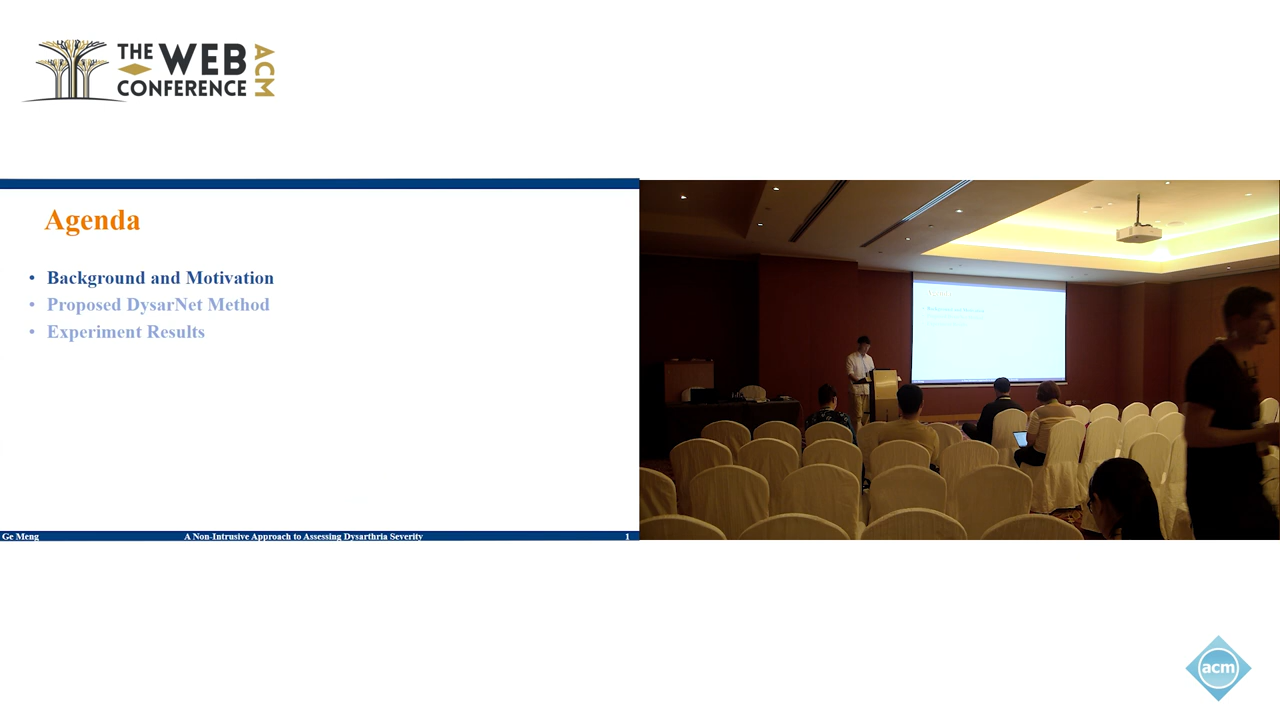 THE WEB
CONFERENCE
ACM
Agenda
• Background and Motivation
• Proposed DysarNet Method
• Experiment Results
Ge Meng
A Non-Intrusive Approach to Assessing Dysarthria Severity
1
Agenda
acm